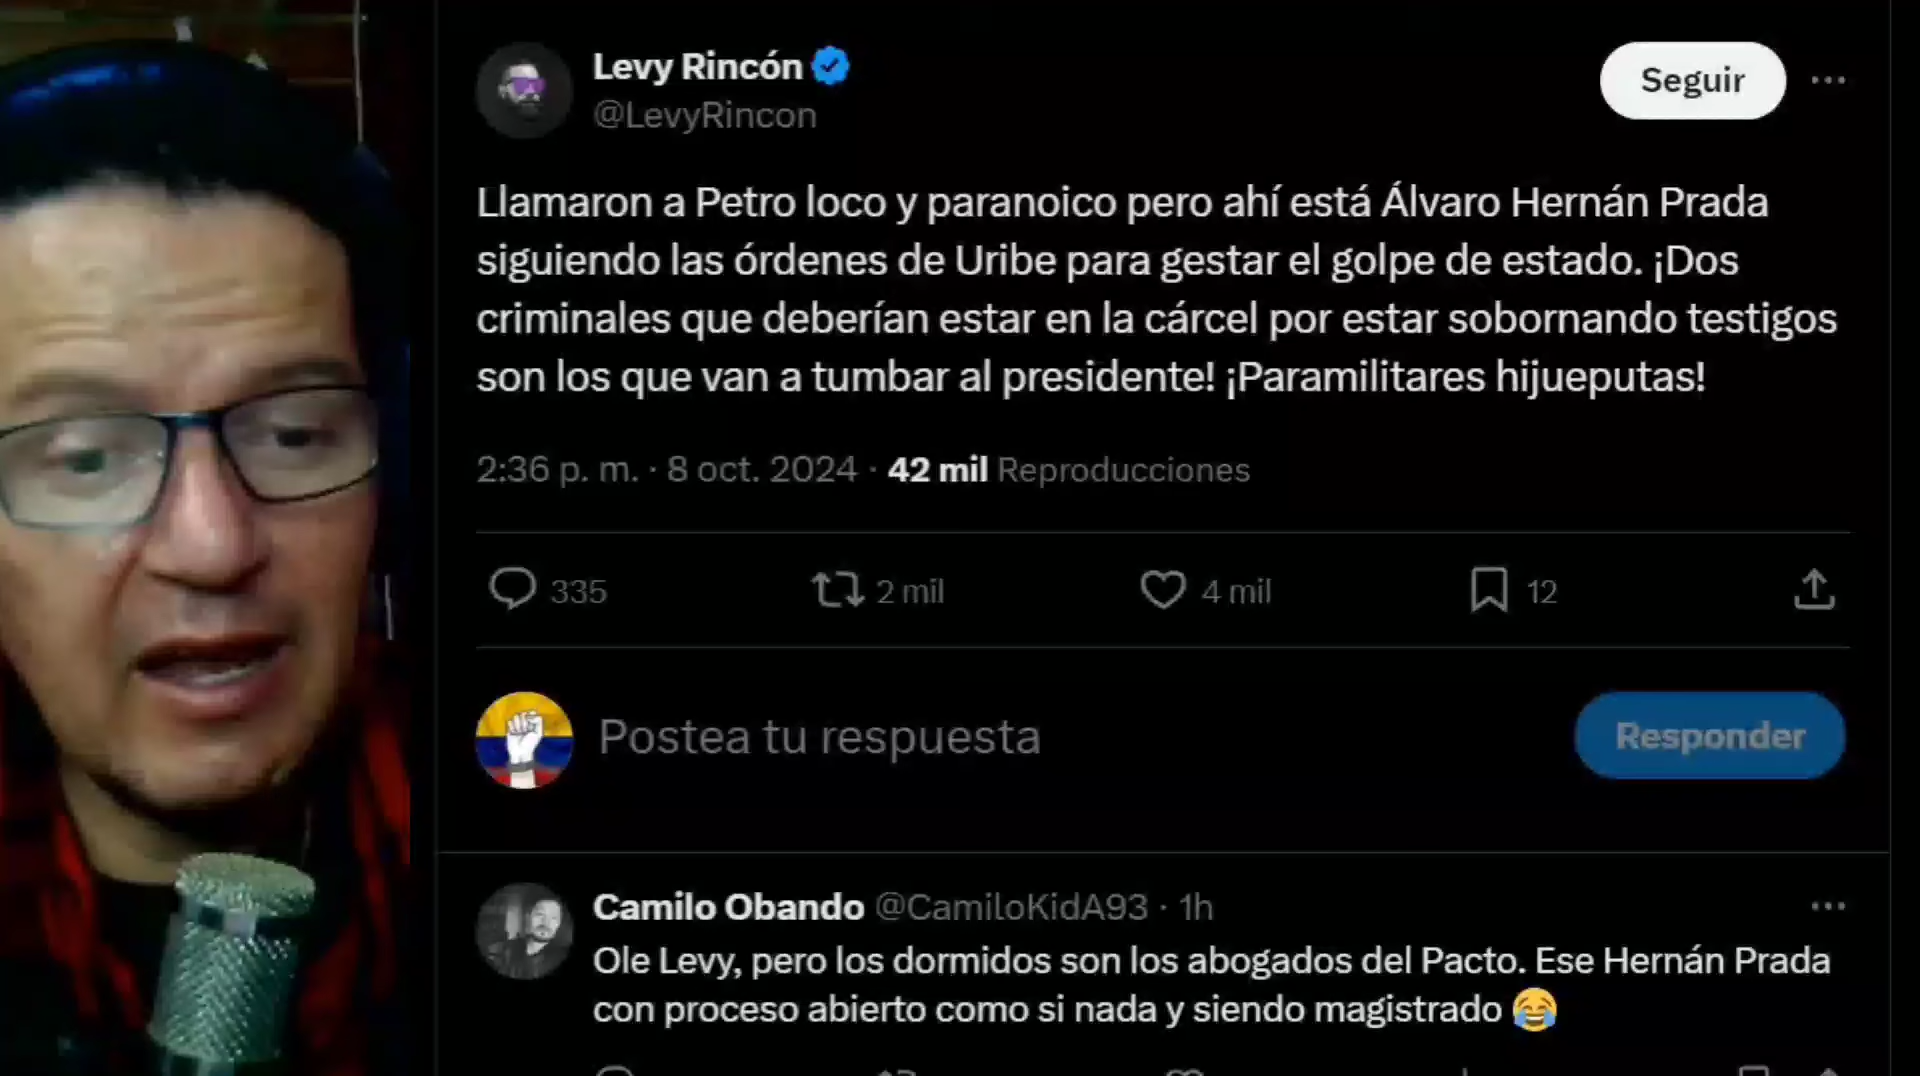 Levy Rincón
@LevyRincon
Seguir
Llamaron a Petro loco y paranoico pero ahí está Álvaro Hernán Prada
siguiendo las órdenes de Uribe para gestar el golpe de estado. ¡Dos
criminales que deberían estar en la cárcel por estar sobornando testigos
son los que van a tumbar al presidente! ¡Paramilitares hijueputas!
2:36 p. m. · 8 oct. 2024 · 42 mil Reproducciones
335
2 mil
4 mil
12
Postea tu respuesta
Responder
Camilo Obando @CamiloKidA93 · 1h
Ole Levy, pero los dormidos son los abogados del Pacto. Ese Hernán Prada
con proceso abierto como si nada y siendo magistrado 😂